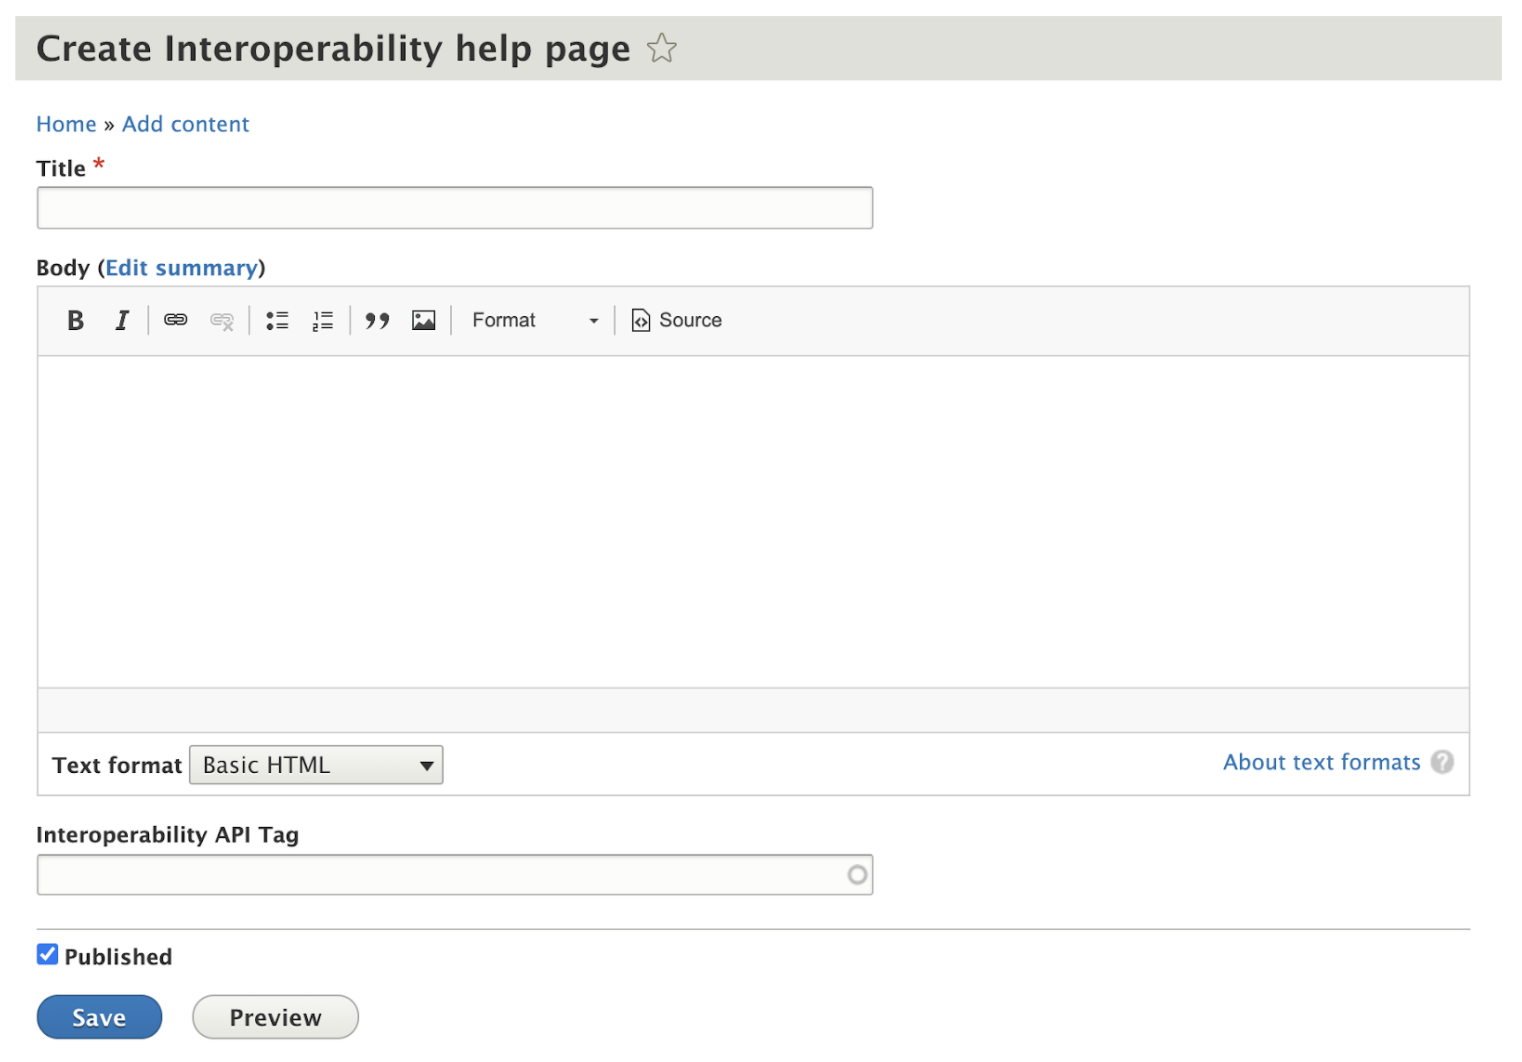 Create Interoperability help page
Home » Add content
Title *
Body (Edit summary)
B I Format Source
Text format Basic HTML About text formats ?
Interoperability API Tag
Published
Save Preview